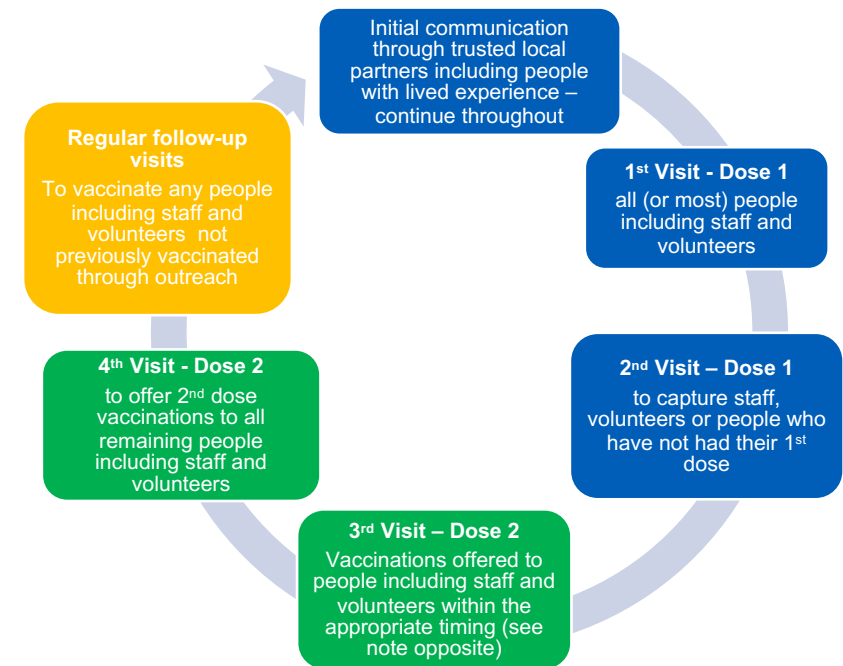 Initial communication
through trusted local
partners including people
with lived experience –
continue throughout
1st Visit - Dose 1
all (or most) people
including staff and
volunteers
2nd Visit – Dose 1
to capture staff,
volunteers or people who
have not had their 1st
dose
3rd Visit – Dose 2
Vaccinations offered to
people including staff and
volunteers within the
appropriate timing (see
note opposite)
4th Visit - Dose 2
to offer 2nd dose
vaccinations to all
remaining people
including staff and
volunteers
Regular follow-up
visits
To vaccinate any people
including staff and
volunteers not
previously vaccinated
through outreach